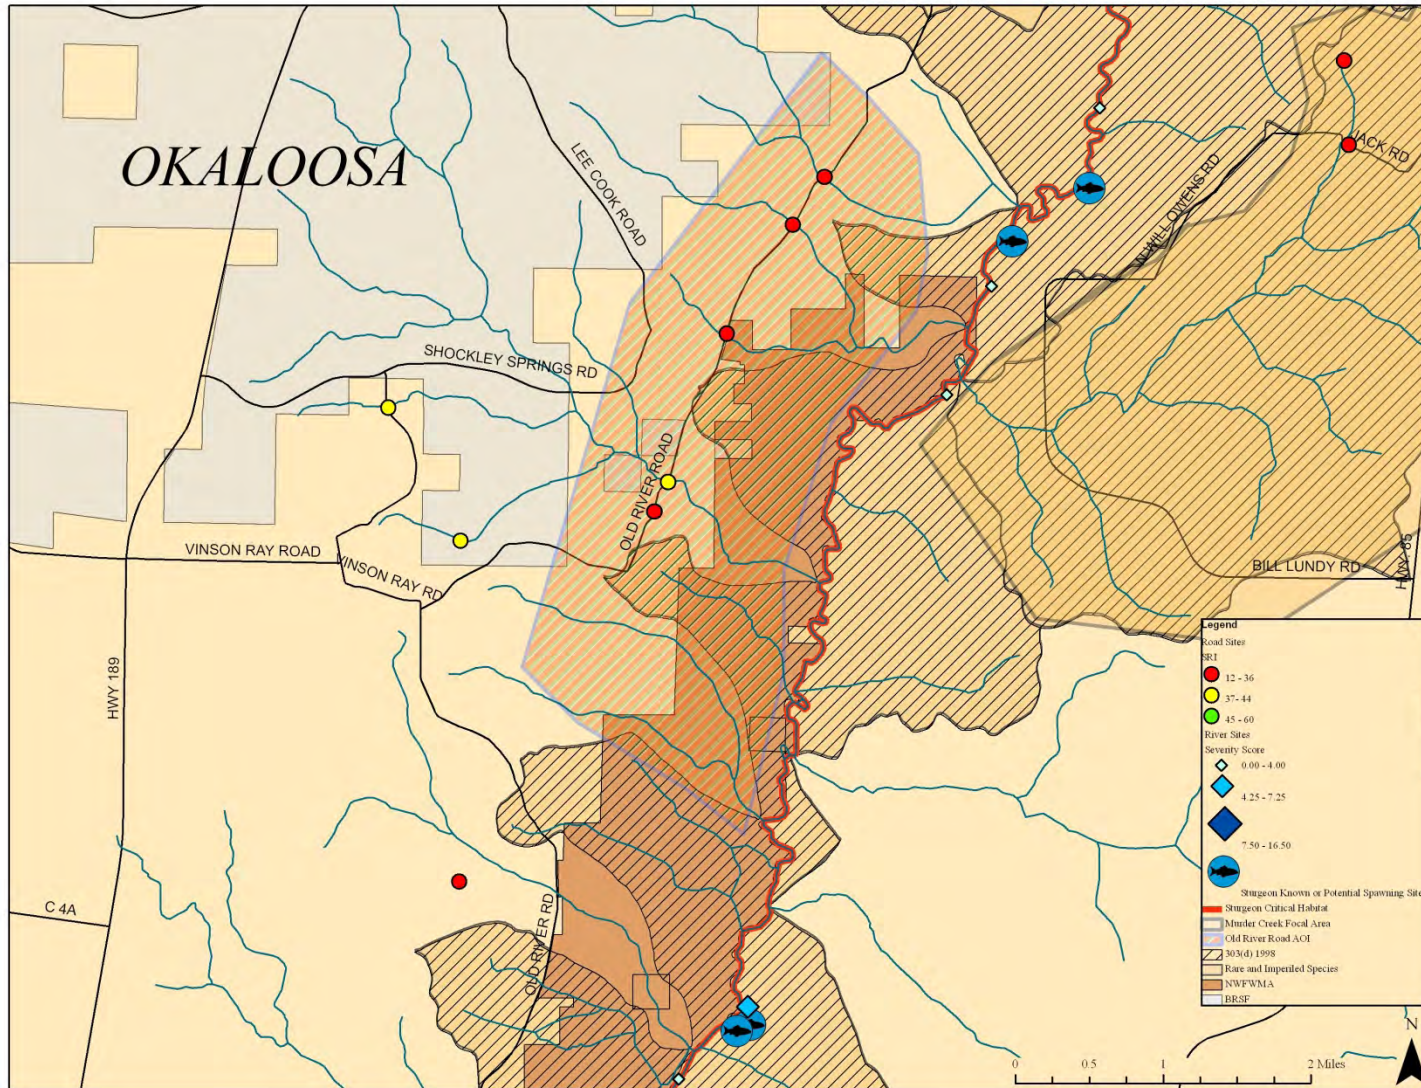 OKALOOSA
LEE COOK ROAD
JACK RD
N WILL OWENS RD
SHOCKLEY SPRINGS RD
OLD RIVER ROAD
VINSON RAY ROAD
VINSON RAY RD
BILL LUNDY RD
HWY 85
HWY 189
C 4A
OLD RIVER RD
Legend
Road Sites
SRI
12 - 36
37- 44
45 - 60
River Sites
Severity Score
0.00 - 4.00
4.25 - 7.25
7.50 - 16.50
Sturgeon Known or Potential Spawning Site
Sturgeon Critical Habitat
Murder Creek Focal Area
Old River Road AOI
303(d) 1998
Rare and Imperiled Species
NWFWMA
BRSF
N
0 0.5 1 2 Miles